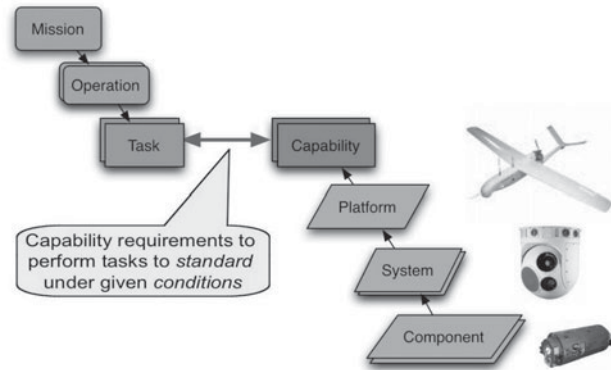 Mission
Operation
Task
Capability
Platform
Capability requirements to
perform tasks to standard
under given conditions
System
Component